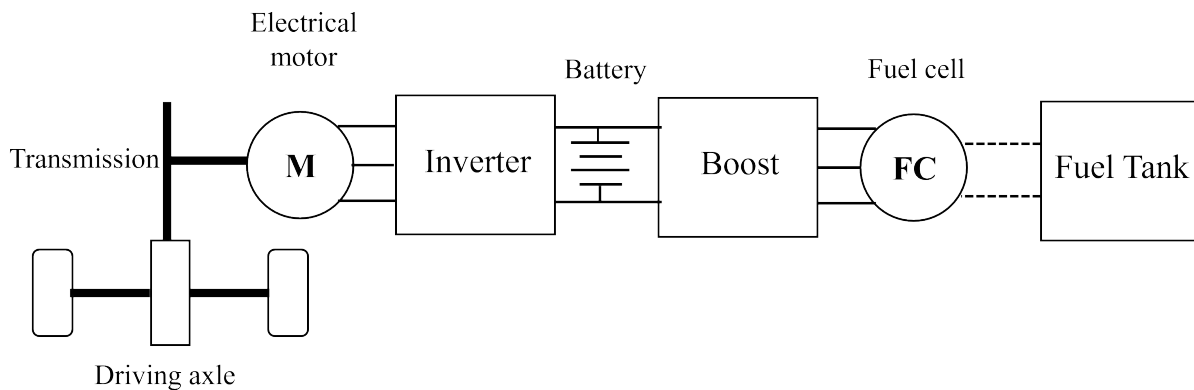 Electrical
motor
Battery
Fuel cell
Transmission
M
Inverter
Boost
FC
Fuel Tank
Driving axle